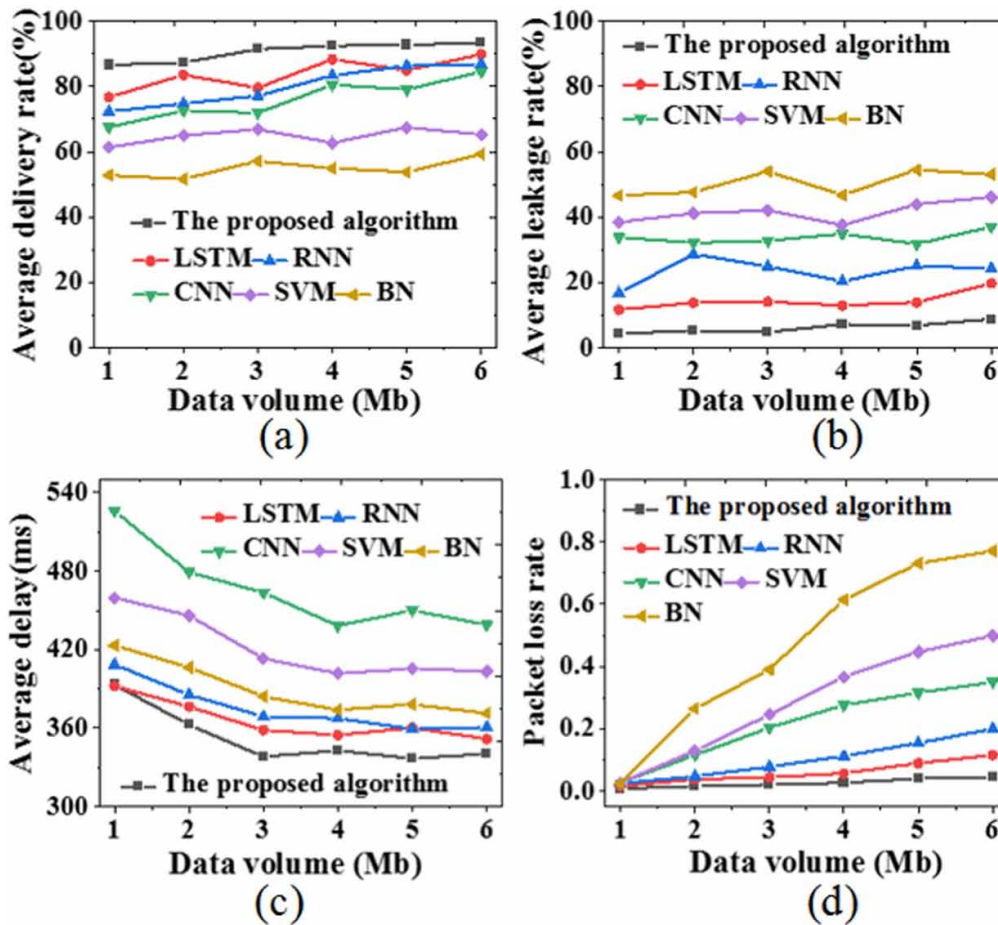 Average delivery rate(%)
100
80
60
40
20
0
The proposed algorithm
LSTM RNN
CNN SVM BN
1 2 3 4 5 6
Data volume (Mb)
(a)
Average leakage rate(%)
100
80
60
40
20
0
The proposed algorithm
LSTM RNN
CNN SVM BN
1 2 3 4 5 6
Data volume (Mb)
(b)
Average delay(ms)
540
480
420
360
300
LSTM RNN
CNN SVM BN
The proposed algorithm
1 2 3 4 5 6
Data volume (Mb)
(c)
Packet loss rate
1.0
0.8
0.6
0.4
0.2
0.0
The proposed algorithm
LSTM RNN
CNN SVM
BN
1 2 3 4 5 6
Data volume (Mb)
(d)